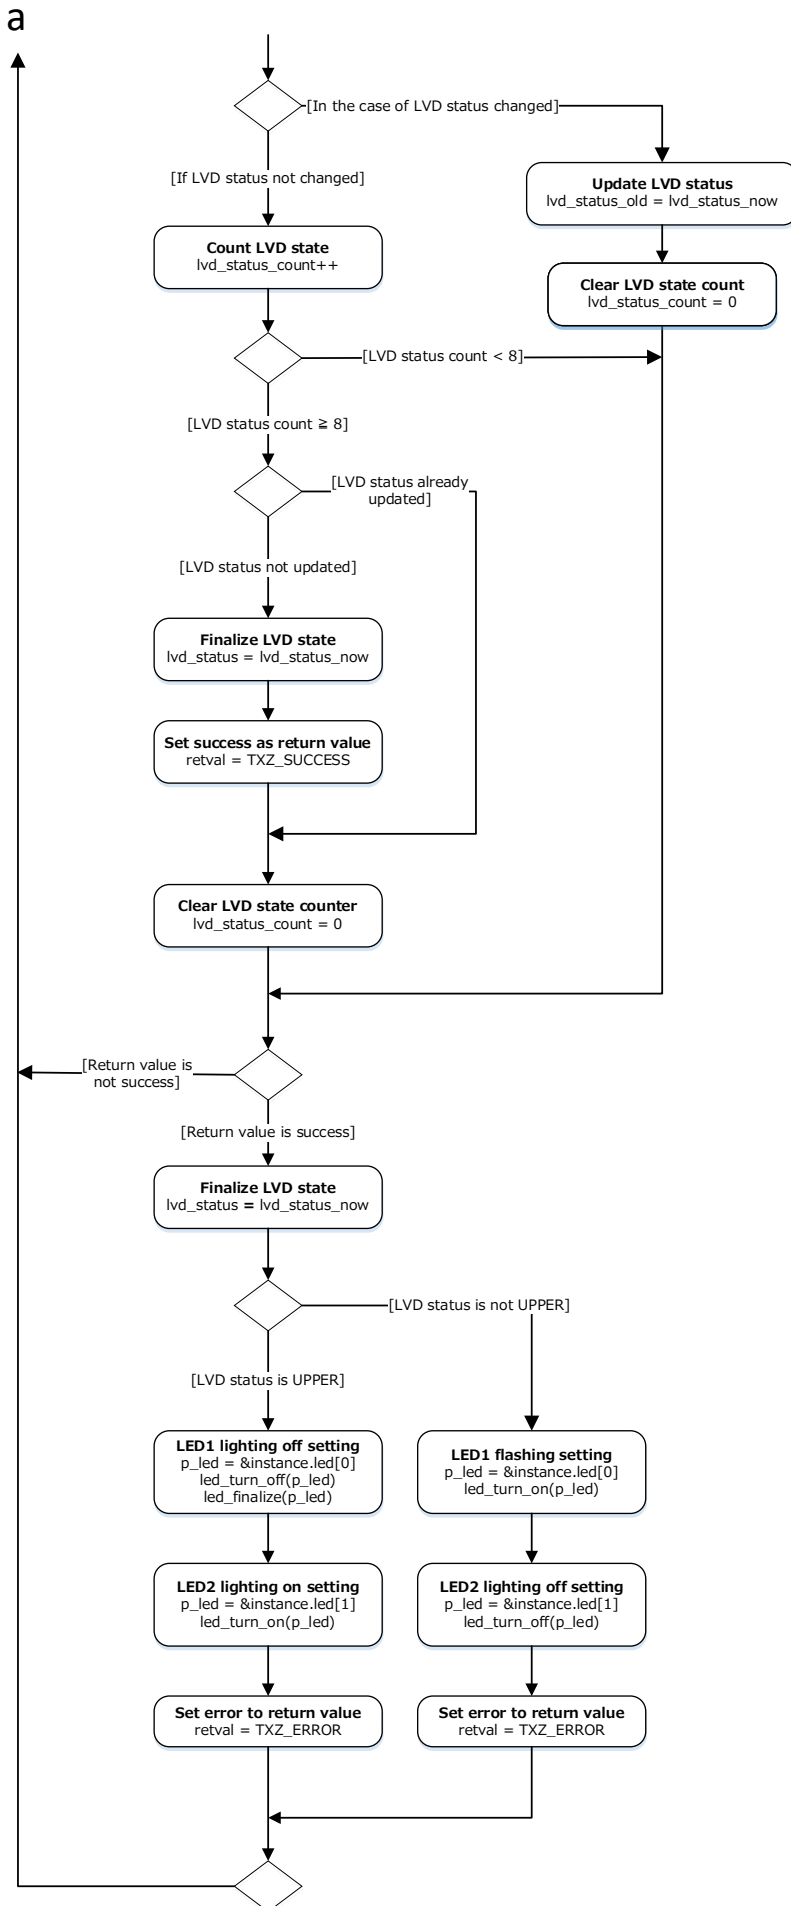 a
[In the case of LVD status changed]
[If LVD status not changed]
Update LVD status
lvd_status_old = lvd_status_now
Count LVD state
lvd_status_count++
Clear LVD state count
lvd_status_count = 0
[LVD status count < 8]
[LVD status count ≧ 8]
[LVD status already
updated]
[LVD status not updated]
Finalize LVD state
lvd_status = lvd_status_now
Set success as return value
retval = TXZ_SUCCESS
Clear LVD state counter
lvd_status_count = 0
[Return value is
not success]
[Return value is success]
Finalize LVD state
lvd_status = lvd_status_now
[LVD status is not UPPER]
[LVD status is UPPER]
LED1 lighting off setting
p_led = &instance.led[0]
led_turn_off(p_led)
led_finalize(p_led)
LED1 flashing setting
p_led = &instance.led[0]
led_turn_on(p_led)
LED2 lighting on setting
p_led = &instance.led[1]
led_turn_on(p_led)
LED2 lighting off setting
p_led = &instance.led[1]
led_turn_off(p_led)
Set error to return value
retval = TXZ_ERROR
Set error to return value
retval = TXZ_ERROR